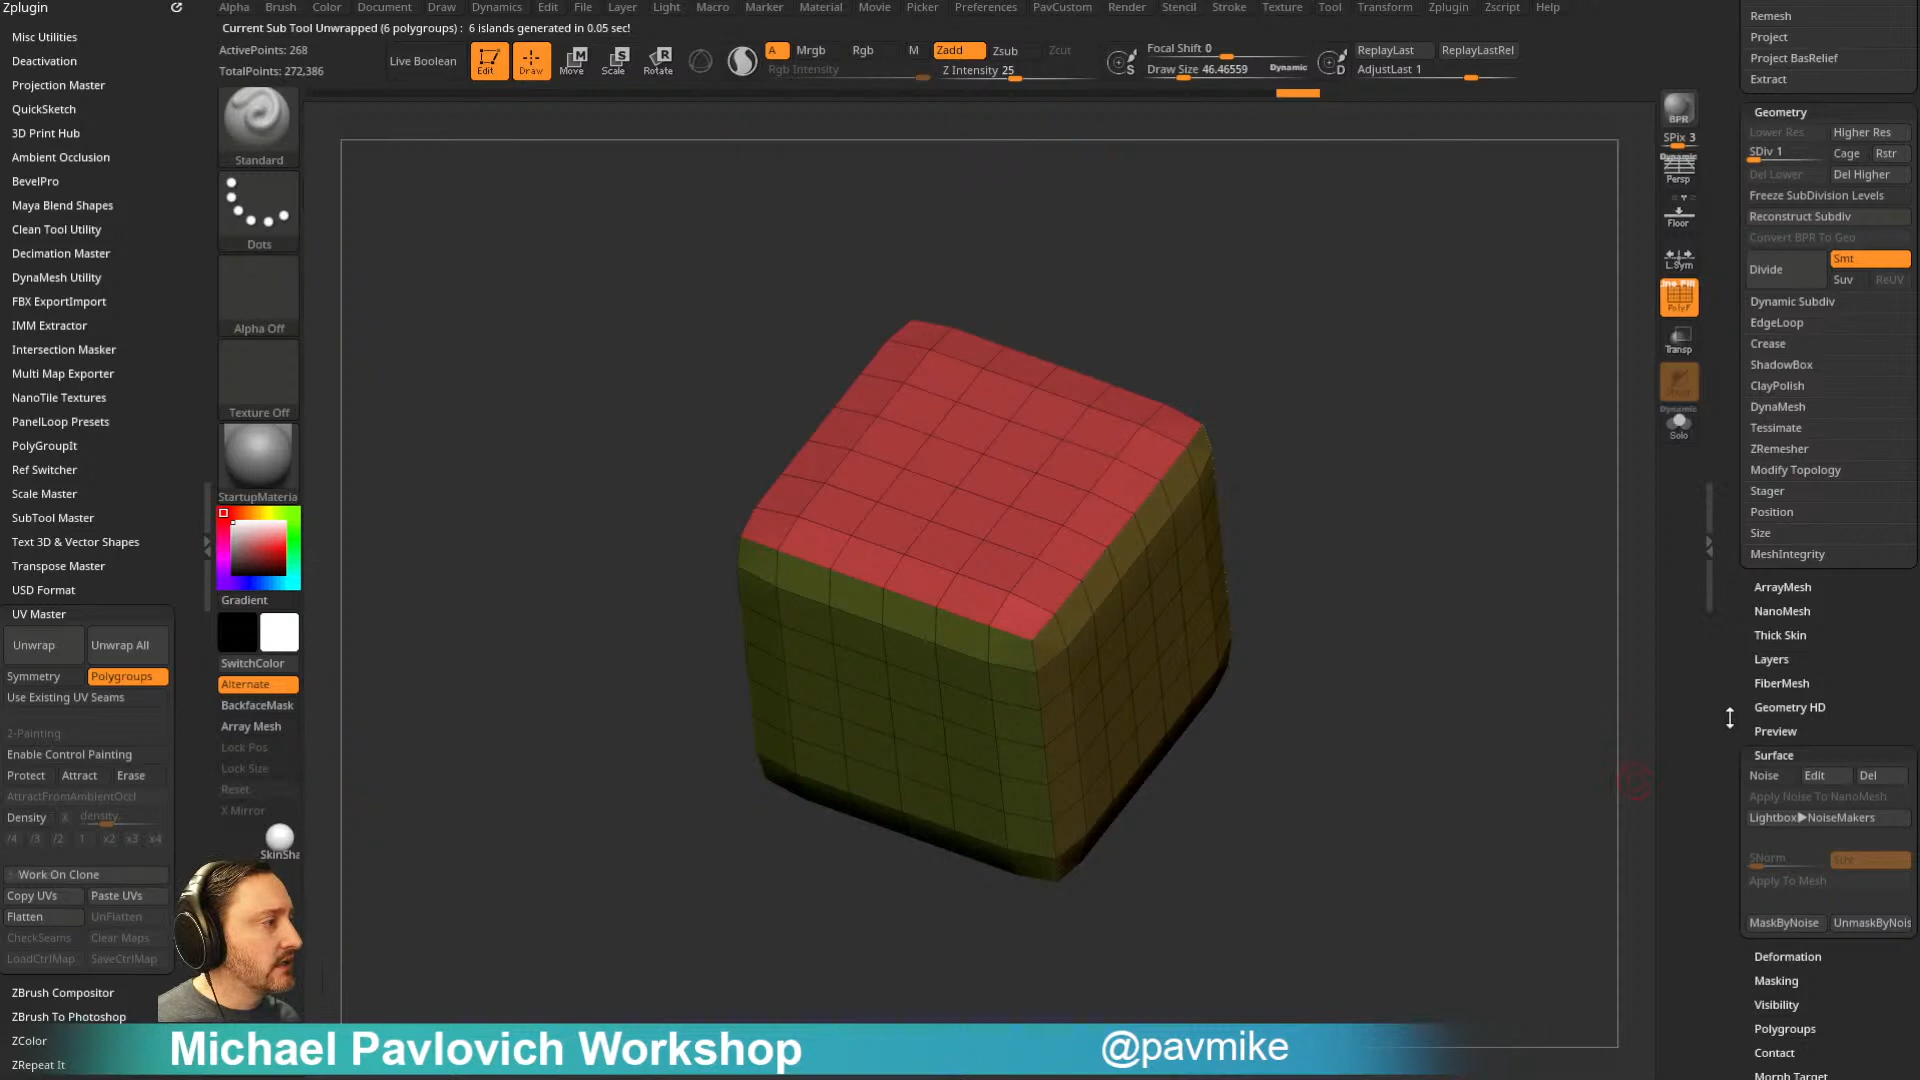 Zplugin
Alpha Brush Color Document Draw Dynamics Edit File Layer Light Macro Marker Material Movie Picker Preferences PavCustom Render Stencil Stroke Texture Tool Transform Zplugin Zscript Help
Current Sub Tool Unwrapped (6 polygroups) : 6 islands generated in 0.05 sec!
ActivePoints: 268
TotalPoints: 272,386
Live Boolean
Edit
Draw
Move
Scale
Rotate
A
Mrgb
Rgb
M
Rgb Intensity
Zadd
Zsub
Zcut
Z Intensity 25
S
Focal Shift 0
Draw Size 46.46559
Dynamic
D
ReplayLast
ReplayLastRel
AdjustLast 1
Misc Utilities
Deactivation
Projection Master
QuickSketch
3D Print Hub
Ambient Occlusion
BevelPro
Maya Blend Shapes
Clean Tool Utility
Decimation Master
DynaMesh Utility
FBX ExportImport
IMM Extractor
Intersection Masker
Multi Map Exporter
NanoTile Textures
PanelLoop Presets
PolyGroupIt
Ref Switcher
Scale Master
SubTool Master
Text 3D & Vector Shapes
Transpose Master
USD Format
UV Master
Unwrap
Unwrap All
Symmetry
Polygroups
Use Existing UV Seams
2-Painting
Enable Control Painting
Protect Attract Erase
AttractFromAmbientOccl
Density X density
/4 /3 /2 1 x2 x3 x4
Work On Clone
Copy UVs
Paste UVs
Flatten
UnFlatten
CheckSeams
Clear Maps
LoadCtrlMap
SaveCtrlMap
ZBrush Compositor
ZBrush To Photoshop
ZColor
ZRepeat It
Standard
Dots
Alpha Off
Texture Off
StartupMateria
Gradient
SwitchColor
Alternate
BackfaceMask
Array Mesh
Lock Pos
Lock Size
Reset
X Mirror
SkinSha
BPR
SPix 3
Dynamic
Persp
Floor
L.Sym
PolyF
Transp
Dynamic
Solo
Remesh
Project
Project BasRelief
Extract
Geometry
Lower Res
Higher Res
SDiv 1
Cage
Rstr
Del Lower
Del Higher
Freeze SubDivision Levels
Reconstruct Subdiv
Convert BPR To Geo
Divide
Smt
Suv
ReUV
Dynamic Subdiv
EdgeLoop
Crease
ShadowBox
ClayPolish
DynaMesh
Tessimate
ZRemesher
Modify Topology
Stager
Position
Size
MeshIntegrity
ArrayMesh
NanoMesh
Thick Skin
Layers
FiberMesh
Geometry HD
Preview
Surface
Noise
Edit
Del
Apply Noise To NanoMesh
Lightbox▶NoiseMakers
SNorm
Apply To Mesh
MaskByNoise
UnmaskByNois
Deformation
Masking
Visibility
Polygroups
Contact
Morph Target
Michael Pavlovich Workshop
@pavmike